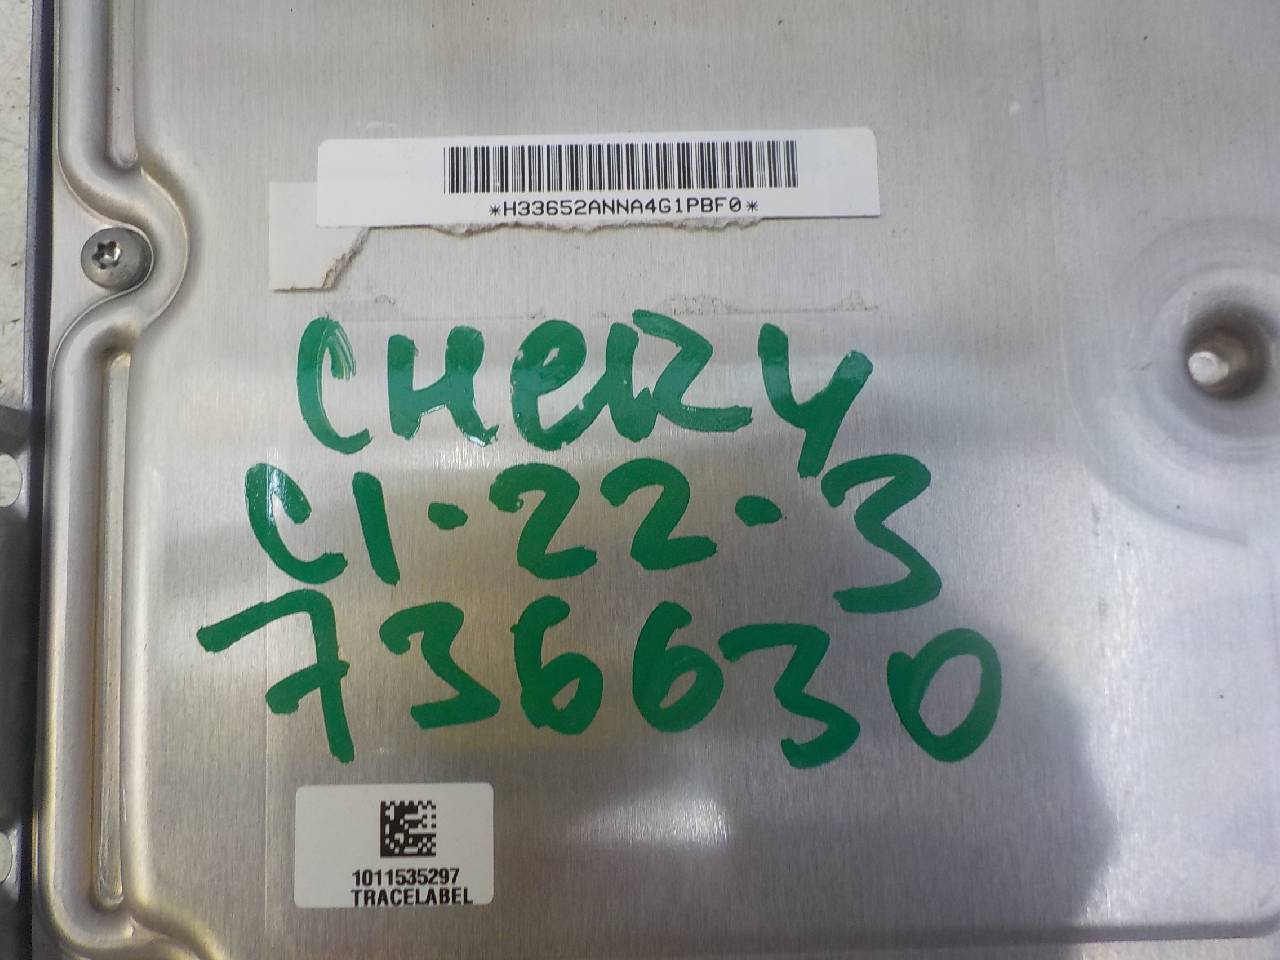 *H33652ANNA4G1PBF0*
CHERY
C1-22-3
736630
1011535297
TRACELABEL